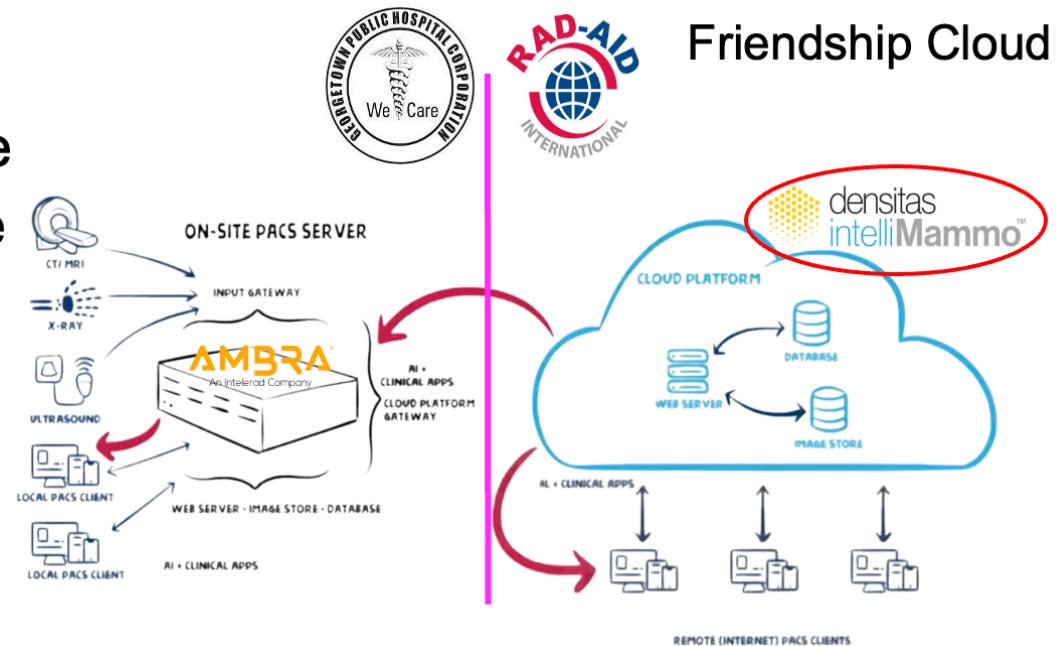 GEORGETOWN PUBLIC HOSPITAL CORPORATION
We Care
RAD-AID
INTERNATIONAL
Friendship Cloud
e
e
densitas
intelliMammo™
ON-SITE PACS SERVER
CT/ MRI
INPUT GATEWAY
X-RAY
AMBRA
An Intelerad Company
ULTRASOUND
AI +
CLINICAL APPS
CLOUD PLATFORM
GATEWAY
LOCAL PACS CLIENT
WEB SERVER · IMAGE STORE · DATABASE
LOCAL PACS CLIENT
AI + CLINICAL APPS
CLOUD PLATFORM
DATABASE
WEB SERVER
IMAGE STORE
AI + CLINICAL APPS
REMOTE (INTERNET) PACS CLIENTS